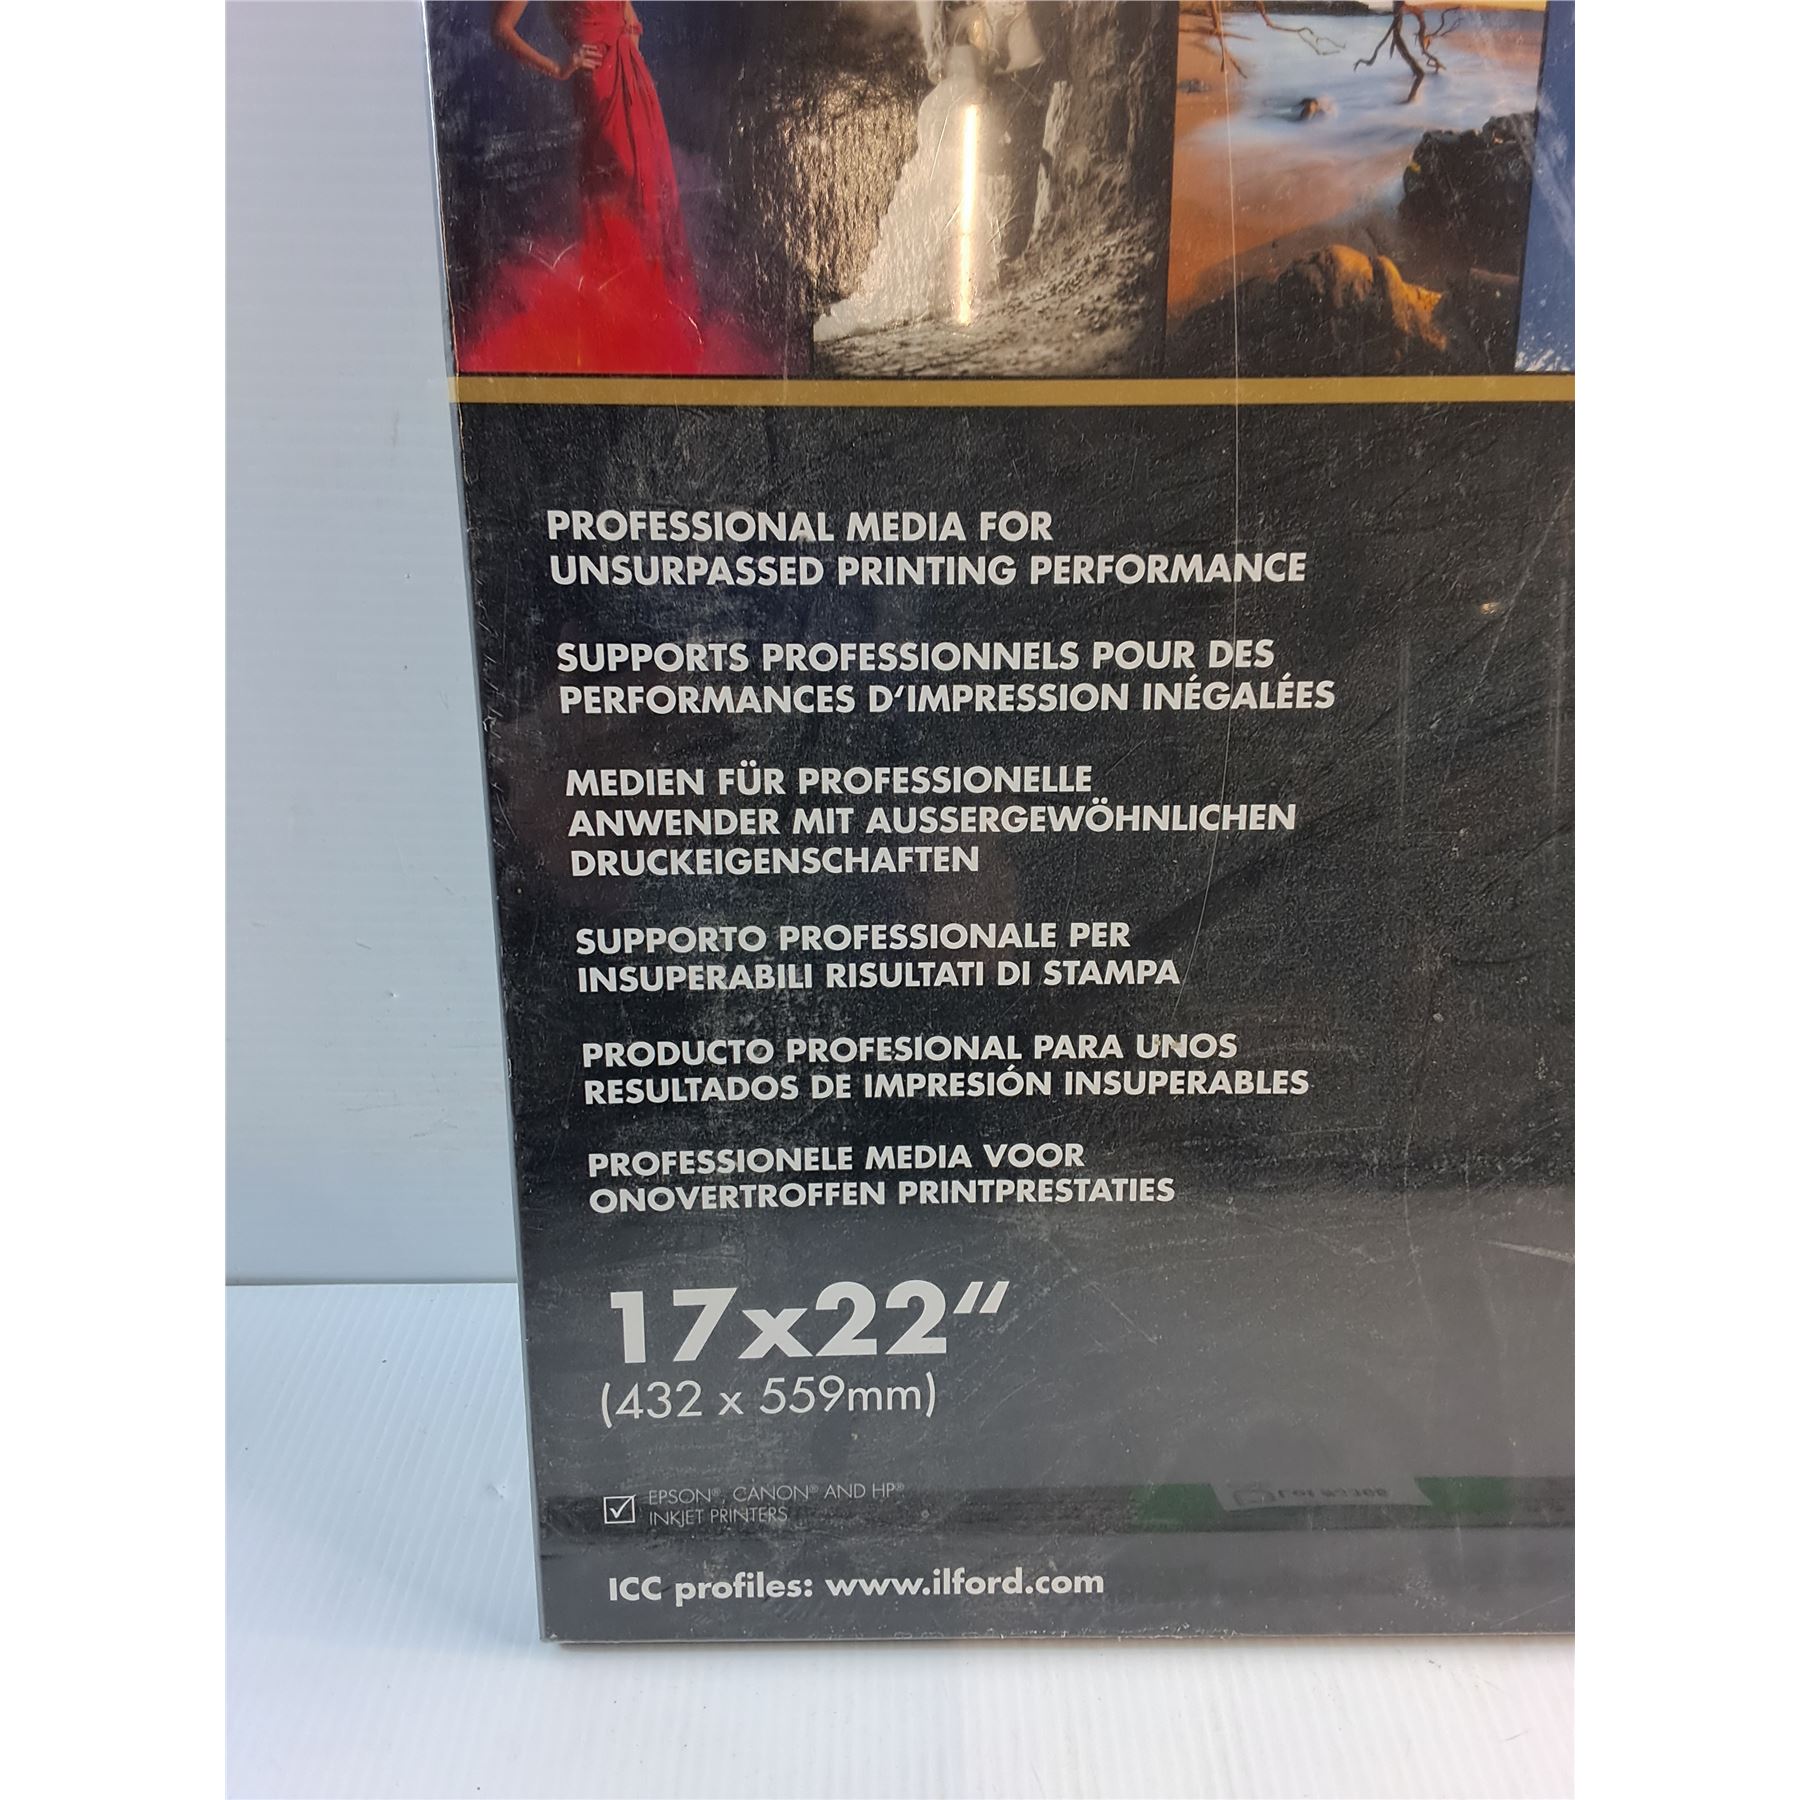 PROFESSIONAL MEDIA FOR
UNSURPASSED PRINTING PERFORMANCE
SUPPORTS PROFESSIONNELS POUR DES
PERFORMANCES D'IMPRESSION INÉGALÉES
MEDIEN FÜR PROFESSIONELLE
ANWENDER MIT AUSSERGEWÖHNLICHEN
DRUCKEIGENSCHAFTEN
SUPPORTO PROFESSIONALE PER
INSUPERABILI RISULTATI DI STAMPA
PRODUCTO PROFESIONAL PARA UNOS
RESULTADOS DE IMPRESIÓN INSUPERABLES
PROFESSIONELE MEDIA VOOR
ONOVERTROFFEN PRINTPRESTATIES
17x22“
(432 x 559mm)
EPSON®, CANON® AND HP®
INKJET PRINTERS
ICC profiles: www.ilford.com